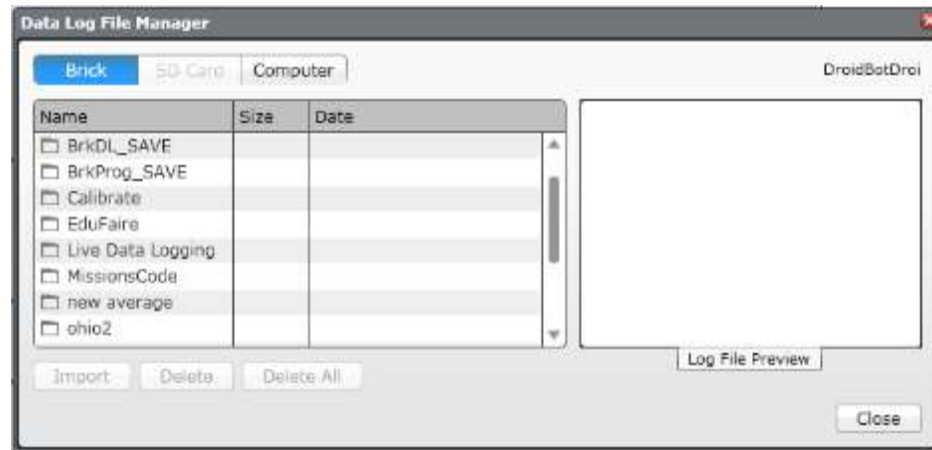 Data Log File Manager
Brick SD Card Computer DroidBotDroi
Name Size Date
BrkDL_SAVE
BrkProg_SAVE
Calibrate
EduFaire
Live Data Logging
MissionsCode
new average
ohio2
Log File Preview
Import Delete Delete All
Close